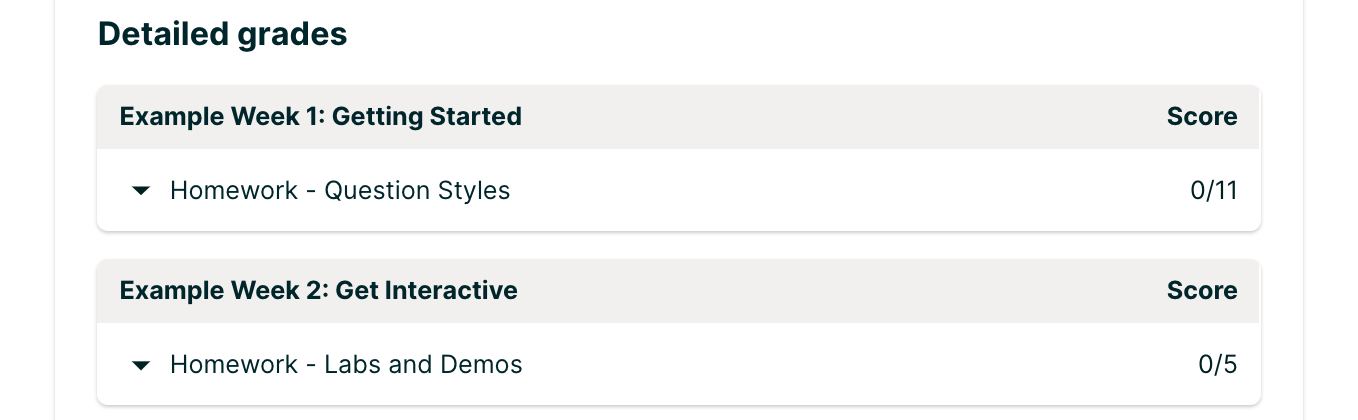 Detailed grades
Example Week 1: Getting Started Score
Homework - Question Styles 0/11
Example Week 2: Get Interactive Score
Homework - Labs and Demos 0/5